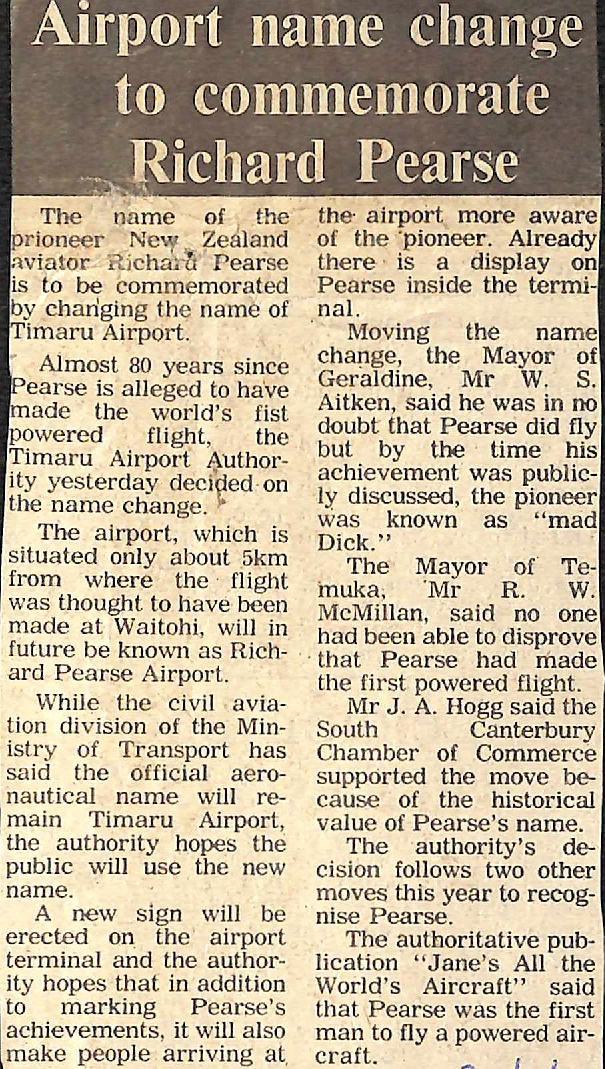 Airport name change
to commemorate
Richard Pearse
The name of the
prioneer New Zealand
aviator Richard Pearse
is to be commemorated
by changing the name of
Timaru Airport.
Almost 80 years since
Pearse is alleged to have
made the world's fist
powered flight, the
Timaru Airport Author-
ity yesterday decided on
the name change.
The airport, which is
situated only about 5km
from where the flight
was thought to have been
made at Waitohi, will in
future be known as Rich-
ard Pearse Airport.
While the civil avia-
tion division of the Min-
istry of Transport has
said the official aero-
nautical name will re-
main Timaru Airport,
the authority hopes the
public will use the new
name.
A new sign will be
erected on the airport
terminal and the author-
ity hopes that in addition
to marking Pearse's
achievements, it will also
make people arriving at
the airport more aware
of the pioneer. Already
there is a display on
Pearse inside the termi-
nal.
Moving the name
change, the Mayor of
Geraldine, Mr W. S.
Aitken, said he was in no
doubt that Pearse did fly
but by the time his
achievement was public-
ly discussed, the pioneer
was known as "mad
Dick."
The Mayor of Te-
muka, Mr R. W.
McMillan, said no one
had been able to disprove
that Pearse had made
the first powered flight.
Mr J. A. Hogg said the
South Canterbury
Chamber of Commerce
supported the move be-
cause of the historical
value of Pearse's name.
The authority's de-
cision follows two other
moves this year to recog-
nise Pearse.
The authoritative pub-
lication "Jane's All the
World's Aircraft" said
that Pearse was the first
man to fly a powered air-
craft.